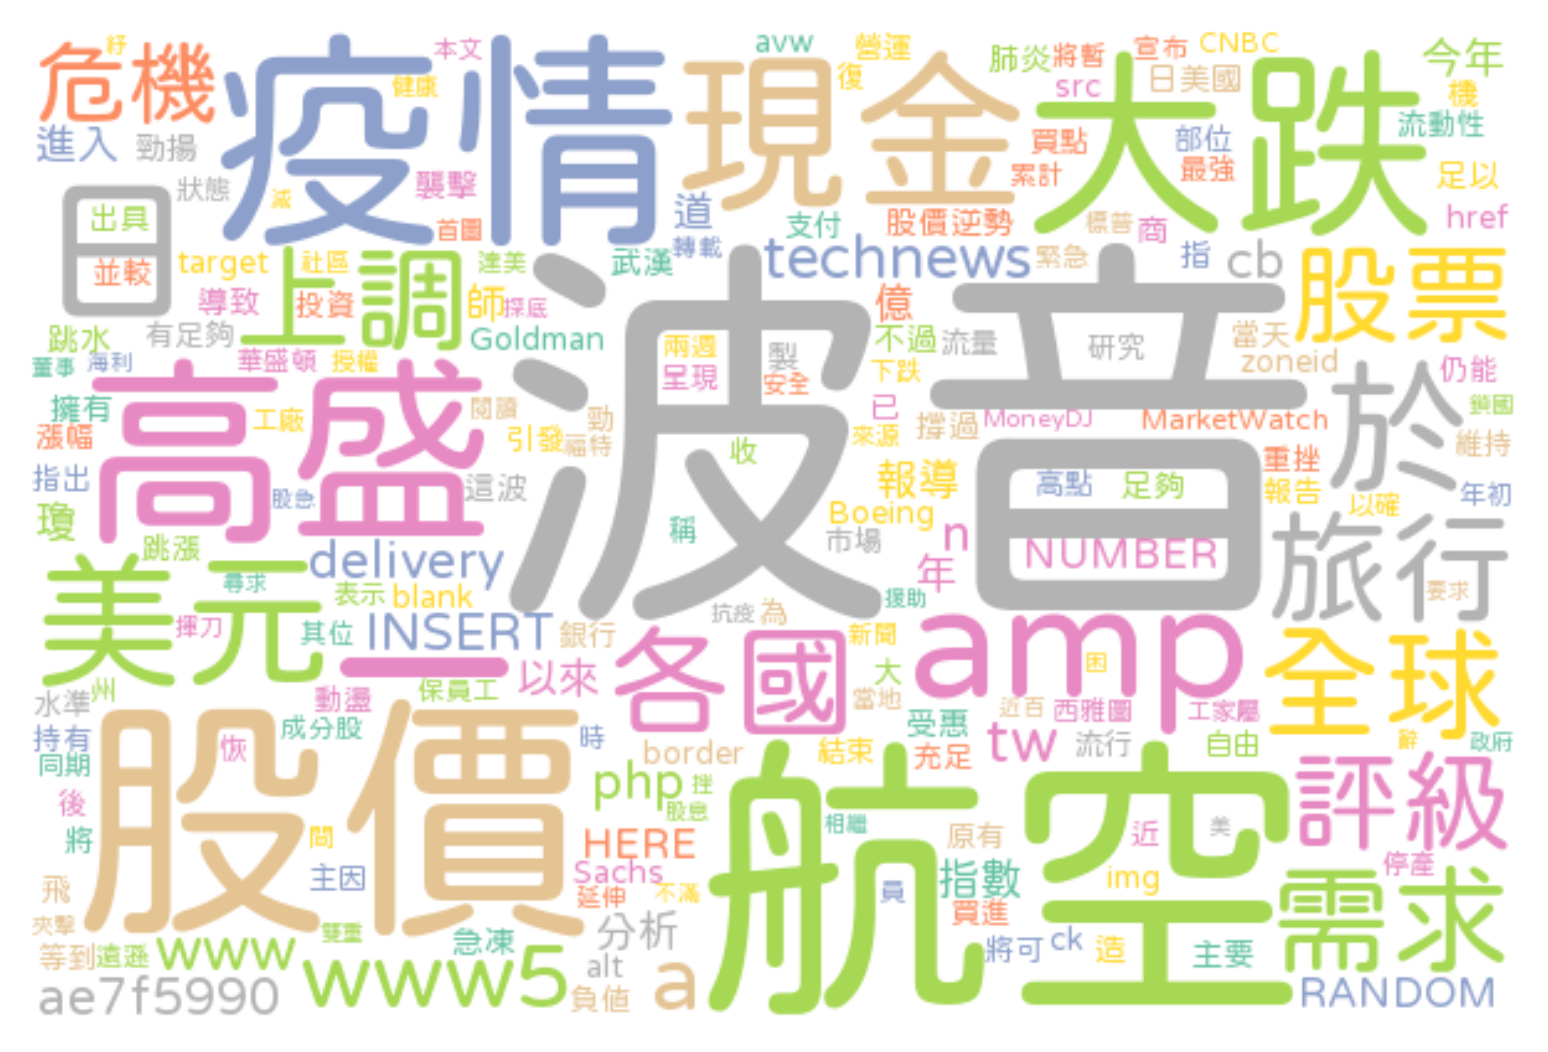 好
本文
avw
營運
肺炎
將暫
宣布
CNBC
今年
危機
疫情
健康
現金
復
src
大跌
日美國
機
進入
勁揚
買點
部位
流動性
狀態
襲擊
累計
最強
足以
日
出具
減
首圖
道
支付
股價逆勢
標普
商
href
並較
target
社區
達美
武漢
轉載
technews
緊急
指
cb
股票
導致
投資
上調
師
探底
億
跳水
有足夠
Goldman
波音
兩週
不過
流量
研究
當天
董事
海利
華盛頓
授權
呈現
安全
下跌
zoneid
仍能
擁有
高盛
工廠
閱讀
勁
已
撐過
MoneyDJ
MarketWatch
於
鎖國
漲幅
引發
福特
收
來源
維持
指出
股急
這波
報導
高點
足夠
重挫
報告
年初
瓊
稱
Boeing
以確
跳漲
delivery
市場
n
NUMBER
旅行
美元
尋求
表示
blank
年
要求
揮刀
其位
INSERT
銀行
抗疫
為
援助
一
以來
各國
新聞
amp
困
全球
水準
州
動盪
保員工
大
當地
持有
成分股
時
受惠
近百
西雅圖
工家屬
同期
股價
恢
border
結束
充足
tw
流行
自由
辭
政府
後
php
挫
股息
航空
評級
將
問
HERE
相繼
原有
近
美
停產
飛
主因
Sachs
延伸
不滿
員
指數
img
需求
夾擊
雙重
急凍
分析
買進
等到
遠遜
www
www5
alt
將可
ck
造
主要
ae7f5990
負值
a
RANDOM